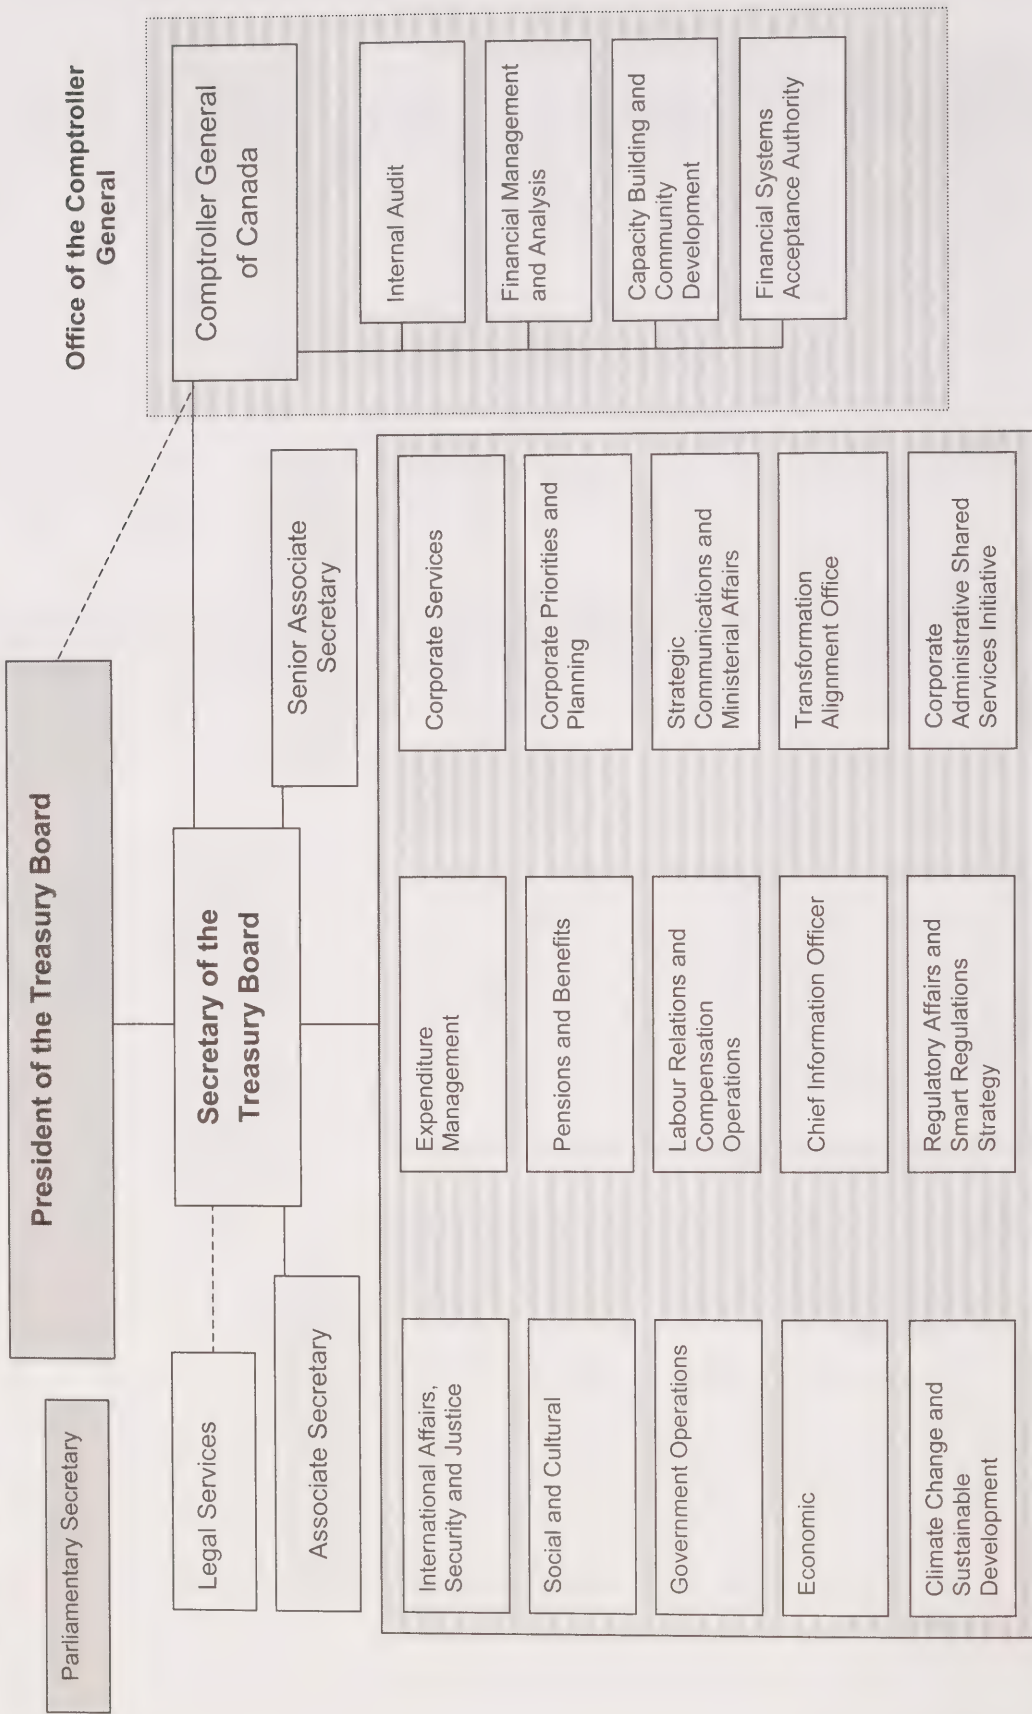 Parliamentary Secretary
President of the Treasury Board
Office of the Comptroller
General
Legal Services
Secretary of the
Treasury Board
Comptroller General
of Canada
Associate Secretary
Senior Associate
Secretary
International Affairs,
Security and Justice
Social and Cultural
Government Operations
Economic
Climate Change and
Sustainable
Development
Expenditure
Management
Pensions and Benefits
Labour Relations and
Compensation
Operations
Chief Information Officer
Regulatory Affairs and
Smart Regulations
Strategy
Corporate Services
Corporate Priorities and
Planning
Strategic
Communications and
Ministerial Affairs
Transformation
Alignment Office
Corporate
Administrative Shared
Services Initiative
Internal Audit
Financial Management
and Analysis
Capacity Building and
Community
Development
Financial Systems
Acceptance Authority